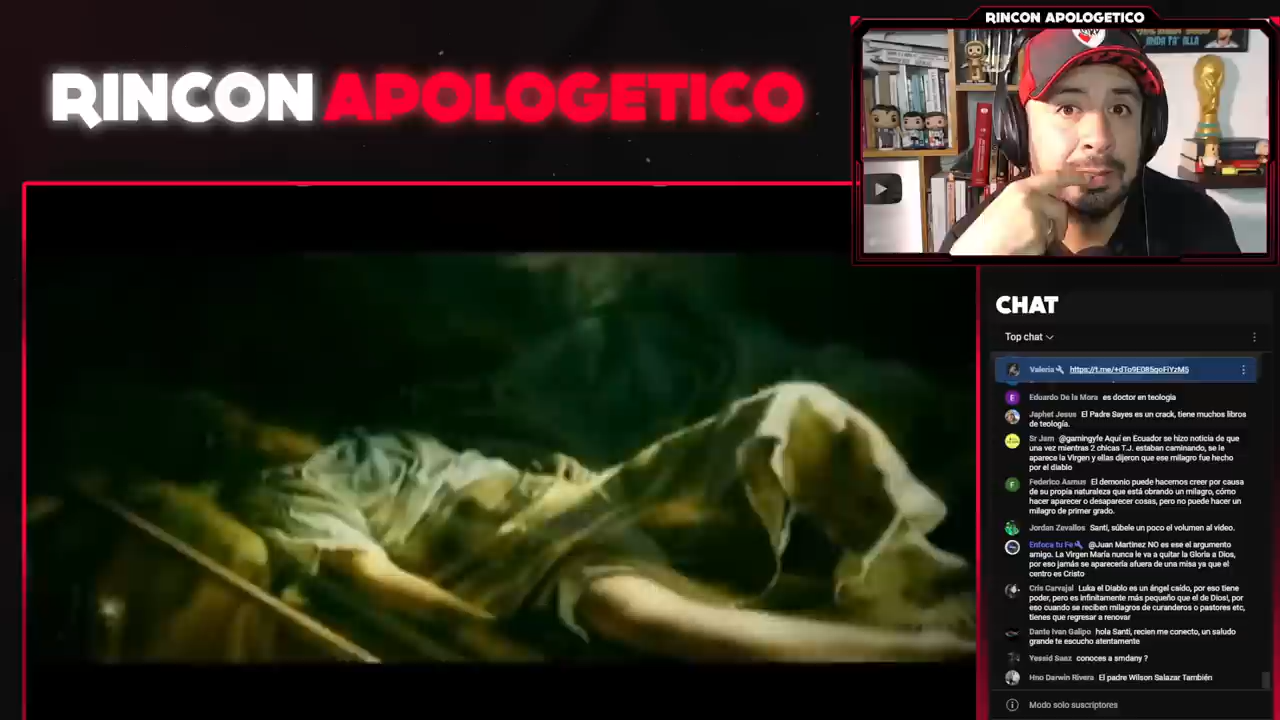 RINCON APOLOGETICO
RINCON APOLOGETICO
ANDA PA' ALLA
CHAT
Top chat
Valeria https://t.me/+dTo9E085qoFiYzM5
Eduardo De la Mora es doctor en teologia
Japhet Jesus El Padre Sayes es un crack, tiene muchos libros
de teología.
Sr Jam @gamingyfe Aquí en Ecuador se hizo noticia de que
una vez mientras 2 chicas T.J. estaban caminando, se le
aparece la Virgen y ellas dijeron que ese milagro fue hecho
por el diablo
Federico Asmus El demonio puede hacernos creer por causa
de su propia naturaleza que está obrando un milagro, cómo
hacer aparecer o desaparecer cosas, pero no puede hacer un
milagro de primer grado.
Jordan Zevallos Santi, súbele un poco el volumen al video.
Enfoca tu Fe @Juan Martinez NO es ese el argumento
amigo. La Virgen María nunca le va a quitar la Gloria a Dios,
por eso jamás se aparecería afuera de una misa ya que el
centro es Cristo
Cris Carvajal Luka el Diablo es un ángel caído, por eso tiene
poder, pero es infinitamente más pequeño que el de Dios!, por
eso cuando se reciben milagros de curanderos o pastores etc,
tienes que regresar a renovar
Dante Ivan Galipo hola Santi, recien me conecto, un saludo
grande te escucho atentamente
Yessid Saaz conoces a smdany ?
Hno Darwin Rivera El padre Wilson Salazar También
Modo solo suscriptores